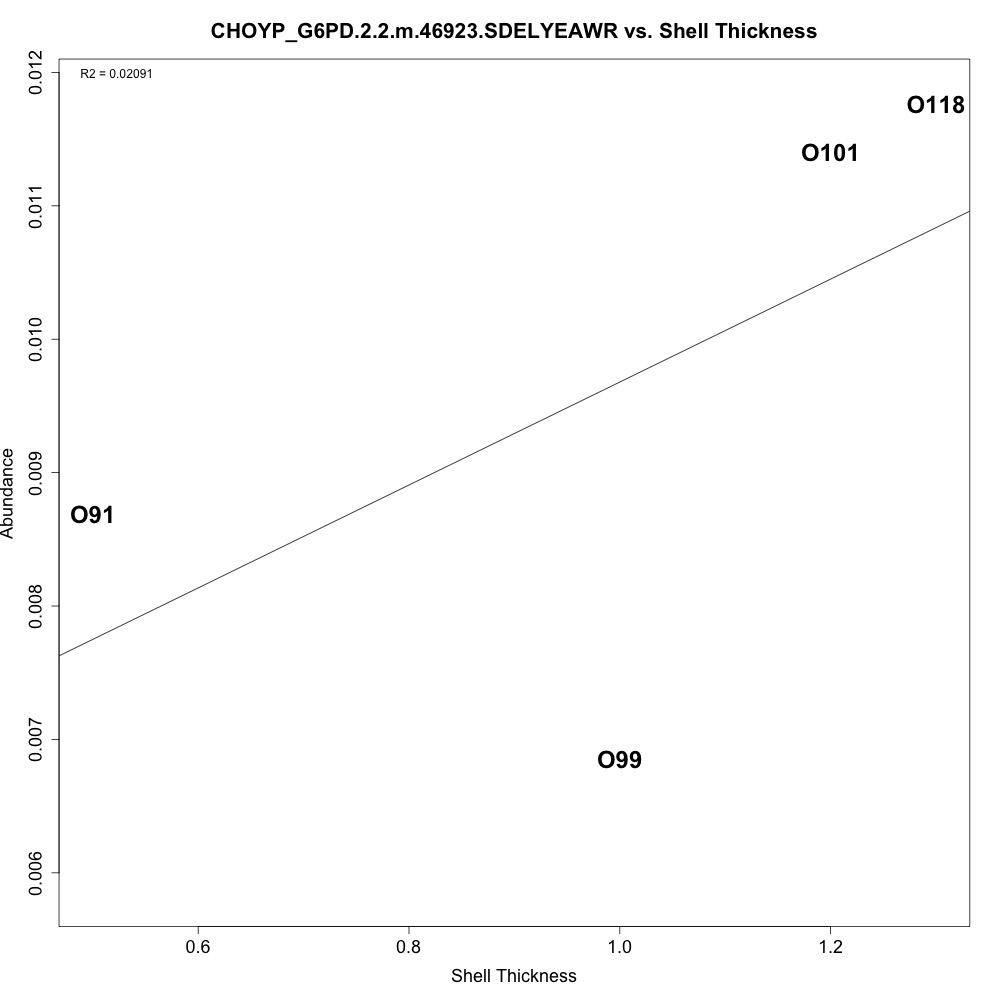 CHOYP_G6PD.2.2.m.46923.SDELYEAWR vs. Shell Thickness
R2 = 0.02091
0.012
O118
O101
0.011
0.010
0.009
Abundance
O91
0.008
0.007
O99
0.006
0.6 0.8 1.0 1.2
Shell Thickness